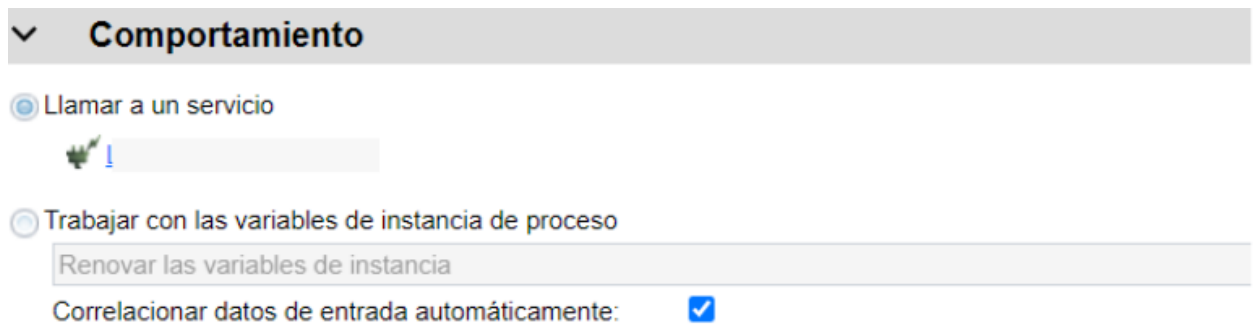 Comportamiento
Llamar a un servicio
Trabajar con las variables de instancia de proceso
Renovar las variables de instancia
Correlacionar datos de entrada automáticamente: